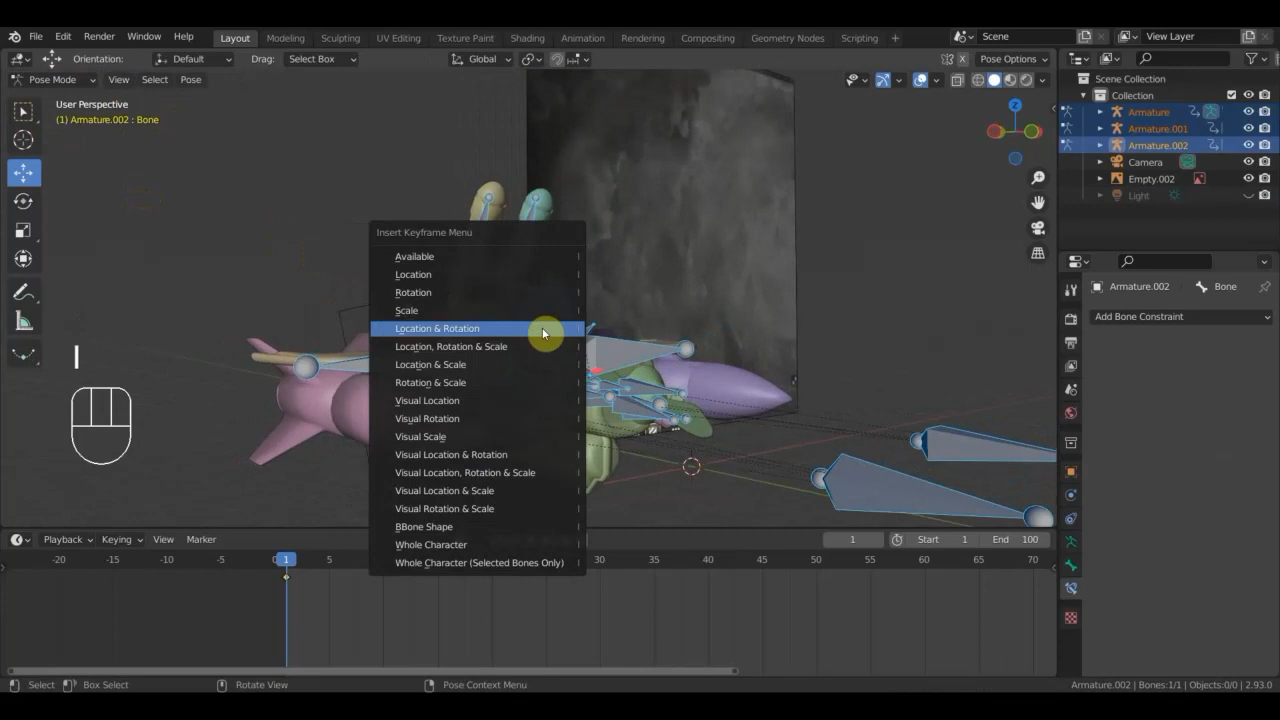 File Edit Render Window Help Layout Modeling Sculpting UV Editing Texture Paint Shading Animation Rendering Compositing Geometry Nodes Scripting + Scene View Layer
Orientation: Default Drag: Select Box Global Pose Options
Pose Mode View Select Pose
User Perspective
(1) Armature.002 : Bone
Scene Collection
Collection
Armature
Armature.001
Armature.002
Camera
Empty.002
Light
Armature.002 Bone
Add Bone Constraint
Insert Keyframe Menu
Available I
Location I
Rotation I
Scale I
Location & Rotation I
Location, Rotation & Scale I
Location & Scale I
Rotation & Scale I
Visual Location I
Visual Rotation I
Visual Scale I
Visual Location & Rotation I
Visual Location, Rotation & Scale I
Visual Location & Scale I
Visual Rotation & Scale I
BBone Shape I
Whole Character I
Whole Character (Selected Bones Only) I
I
Z
Playback Keying View Marker 1 Start 1 End 100
-20 -15 -10 -5 0 1 5 30 35 40 45 50 55 60 65 70
Select Box Select Rotate View Pose Context Menu Armature.002 | Bones:1/1 | Objects:0/0 | 2.93.0